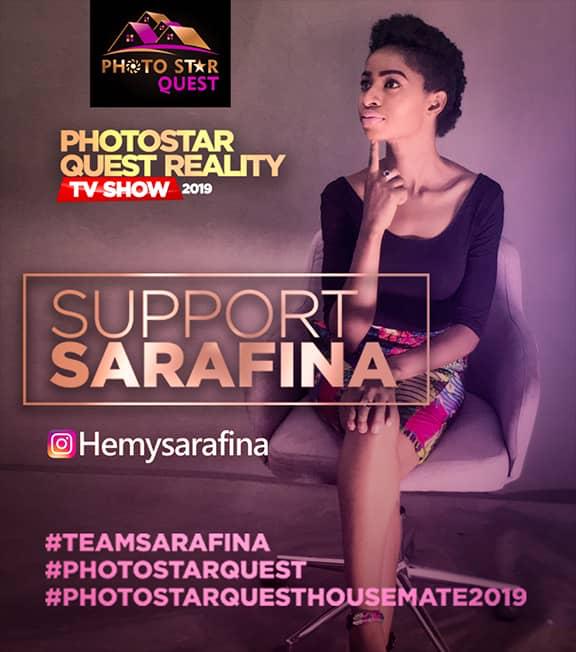 PHOTO STAR
QUEST
PHOTOSTAR
QUEST REALITY
TV SHOW 2019
SUPPORT
SARAFINA
Hemysarafina
#TEAMSARAFINA
#PHOTOSTARQUEST
#PHOTOSTARQUESTHOUSEMATE2019